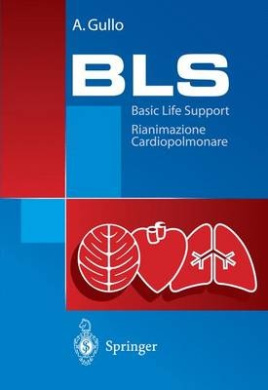 A. Gullo
BLS
Basic Life Support
Rianimazione
Cardiopolmonare
Springer